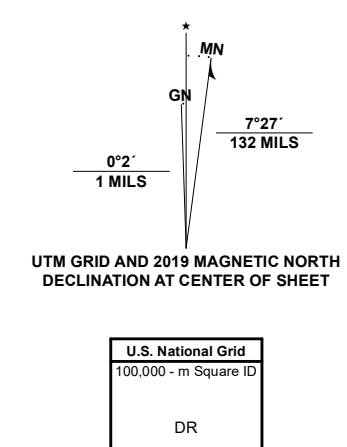 MN
GN
7°27´
132 MILS
0°2´
1 MILS
UTM GRID AND 2019 MAGNETIC NORTH
DECLINATION AT CENTER OF SHEET
U.S. National Grid
100,000 - m Square ID
DR